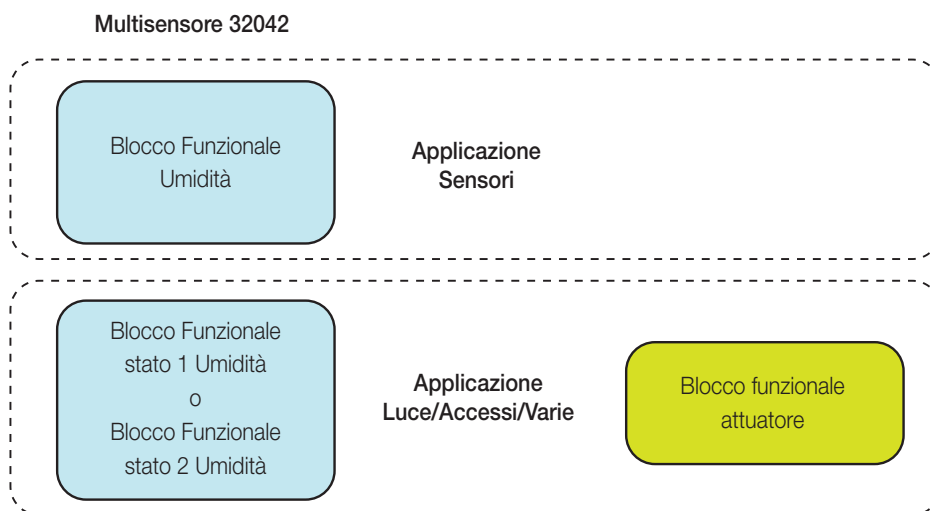 Multisensore 32042
Blocco Funzionale
Umidità
Applicazione
Sensori
Blocco Funzionale
stato 1 Umidità
o
Blocco Funzionale
stato 2 Umidità
Applicazione
Luce/Accessi/Varie
Blocco funzionale
attuatore